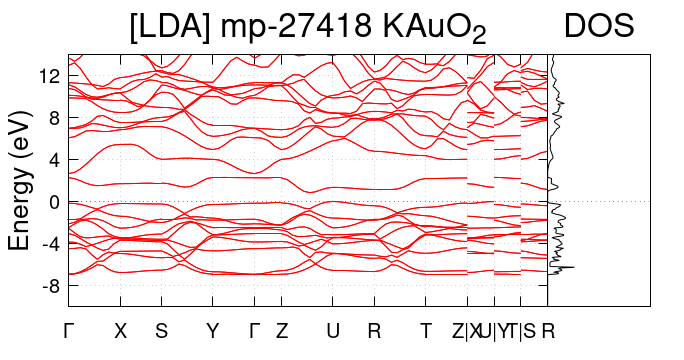 [LDA] mp-27418 KAuO2 DOS
Energy (eV)
12
8
4
0
-4
-8
Γ X S Y Γ Z U R T Z|X U|Y T|S R